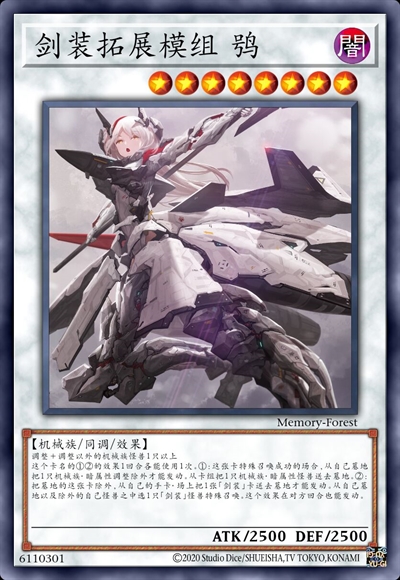 剑装拓展模组 鸮
闇
Memory-Forest
【机械族/同调/效果】
调整＋调整以外的机械族怪兽1只以上
这个卡名的①②的效果1回合各能使用1次。①：这张卡特殊召唤成功的场合，从自己墓地
把1只机械族·暗属性调整除外才能发动。从卡组把1只机械族·暗属性怪兽送去墓地。②：
把墓地的这张卡除外，从自己的手卡·场上把1张「剑装」卡送去墓地才能发动。从自己墓
地以及除外的自己怪兽之中选1只「剑装」怪兽特殊召唤。这个效果在对方回合也能发动。
ATK/2500 DEF/2500
6110301
©2020 Studio Dice/SHUEISHA,TV TOKYO,KONAMI